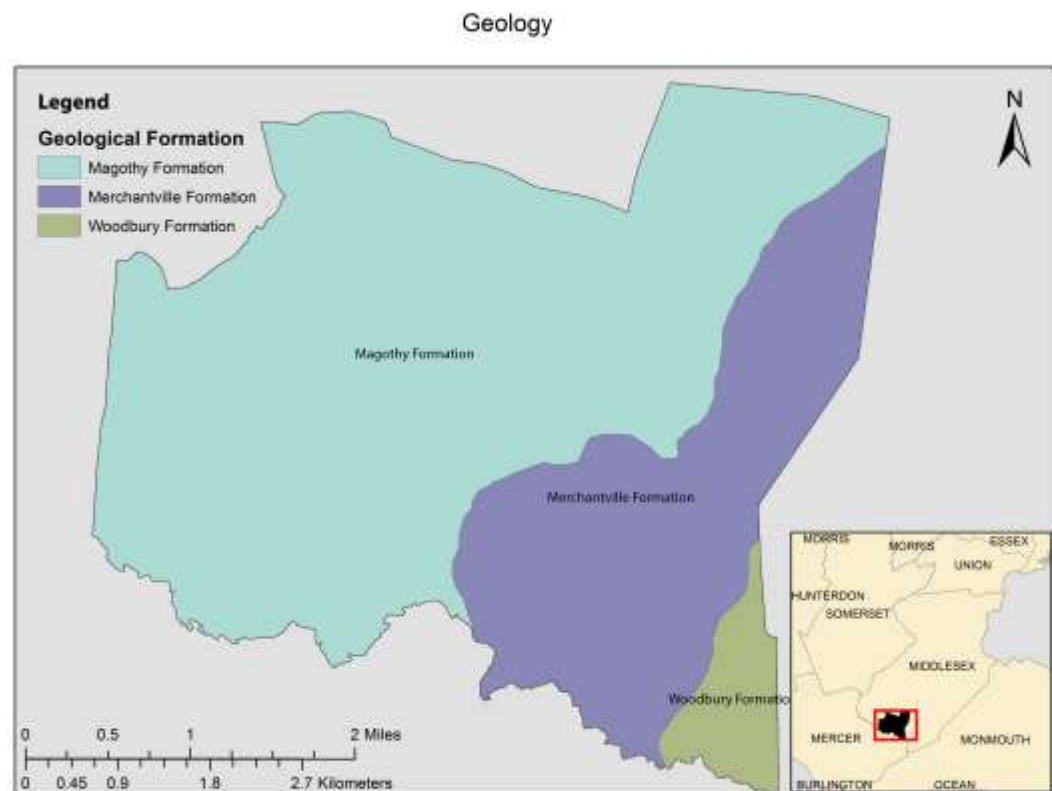 Geology
Legend
Geological Formation
Magothy Formation
Merchantville Formation
Woodbury Formation
N
Magothy Formation
Merchantville Formation
Woodbury Formation
0 0.5 1 2 Miles
0 0.45 0.9 1.8 2.7 Kilometers
MORRIS
MORRIS
ESSEX
UNION
HUNTERDON
SOMERSET
MIDDLESEX
MERCER
MONMOUTH
BURLINGTON
OCEAN